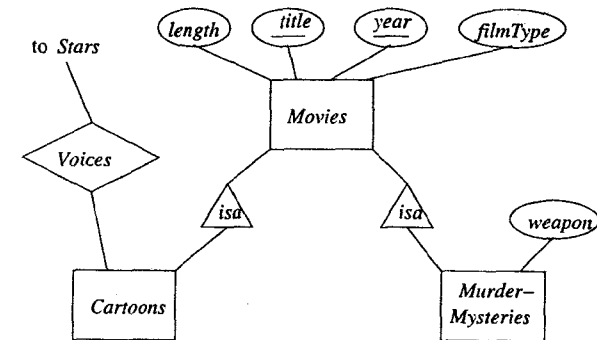 length title year filmType
to Stars
Movies
Voices
isa isa
weapon
Cartoons
Murder–
Mysteries